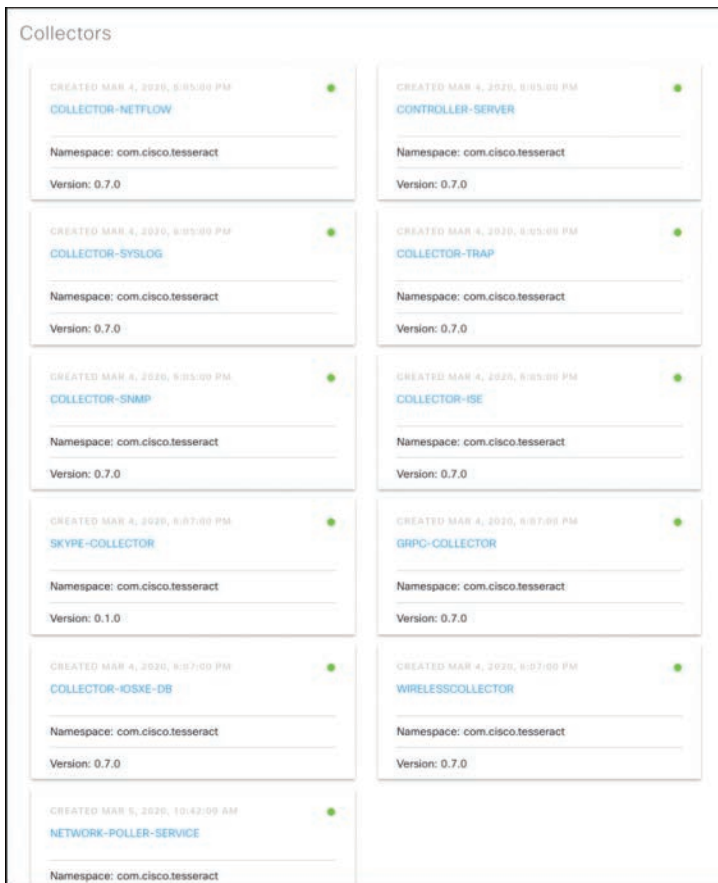 Collectors
CREATED MAR 4, 2020, 6:05:00 PM
COLLECTOR-NETFLOW
Namespace: com.cisco.tesseract
Version: 0.7.0
CREATED MAR 4, 2020, 6:05:00 PM
CONTROLLER-SERVER
Namespace: com.cisco.tesseract
Version: 0.7.0
CREATED MAR 4, 2020, 6:05:00 PM
COLLECTOR-SYSLOG
Namespace: com.cisco.tesseract
Version: 0.7.0
CREATED MAR 4, 2020, 6:05:00 PM
COLLECTOR-TRAP
Namespace: com.cisco.tesseract
Version: 0.7.0
CREATED MAR 4, 2020, 6:05:00 PM
COLLECTOR-SNMP
Namespace: com.cisco.tesseract
Version: 0.7.0
CREATED MAR 4, 2020, 6:05:00 PM
COLLECTOR-ISE
Namespace: com.cisco.tesseract
Version: 0.7.0
CREATED MAR 4, 2020, 6:07:00 PM
SKYPE-COLLECTOR
Namespace: com.cisco.tesseract
Version: 0.1.0
CREATED MAR 4, 2020, 6:07:00 PM
GRPC-COLLECTOR
Namespace: com.cisco.tesseract
Version: 0.7.0
CREATED MAR 4, 2020, 6:07:00 PM
COLLECTOR-IOSXE-DB
Namespace: com.cisco.tesseract
Version: 0.7.0
CREATED MAR 4, 2020, 6:07:00 PM
WIRELESSCOLLECTOR
Namespace: com.cisco.tesseract
Version: 0.7.0
CREATED MAR 5, 2020, 10:42:00 AM
NETWORK-POLLER-SERVICE
Namespace: com.cisco.tesseract